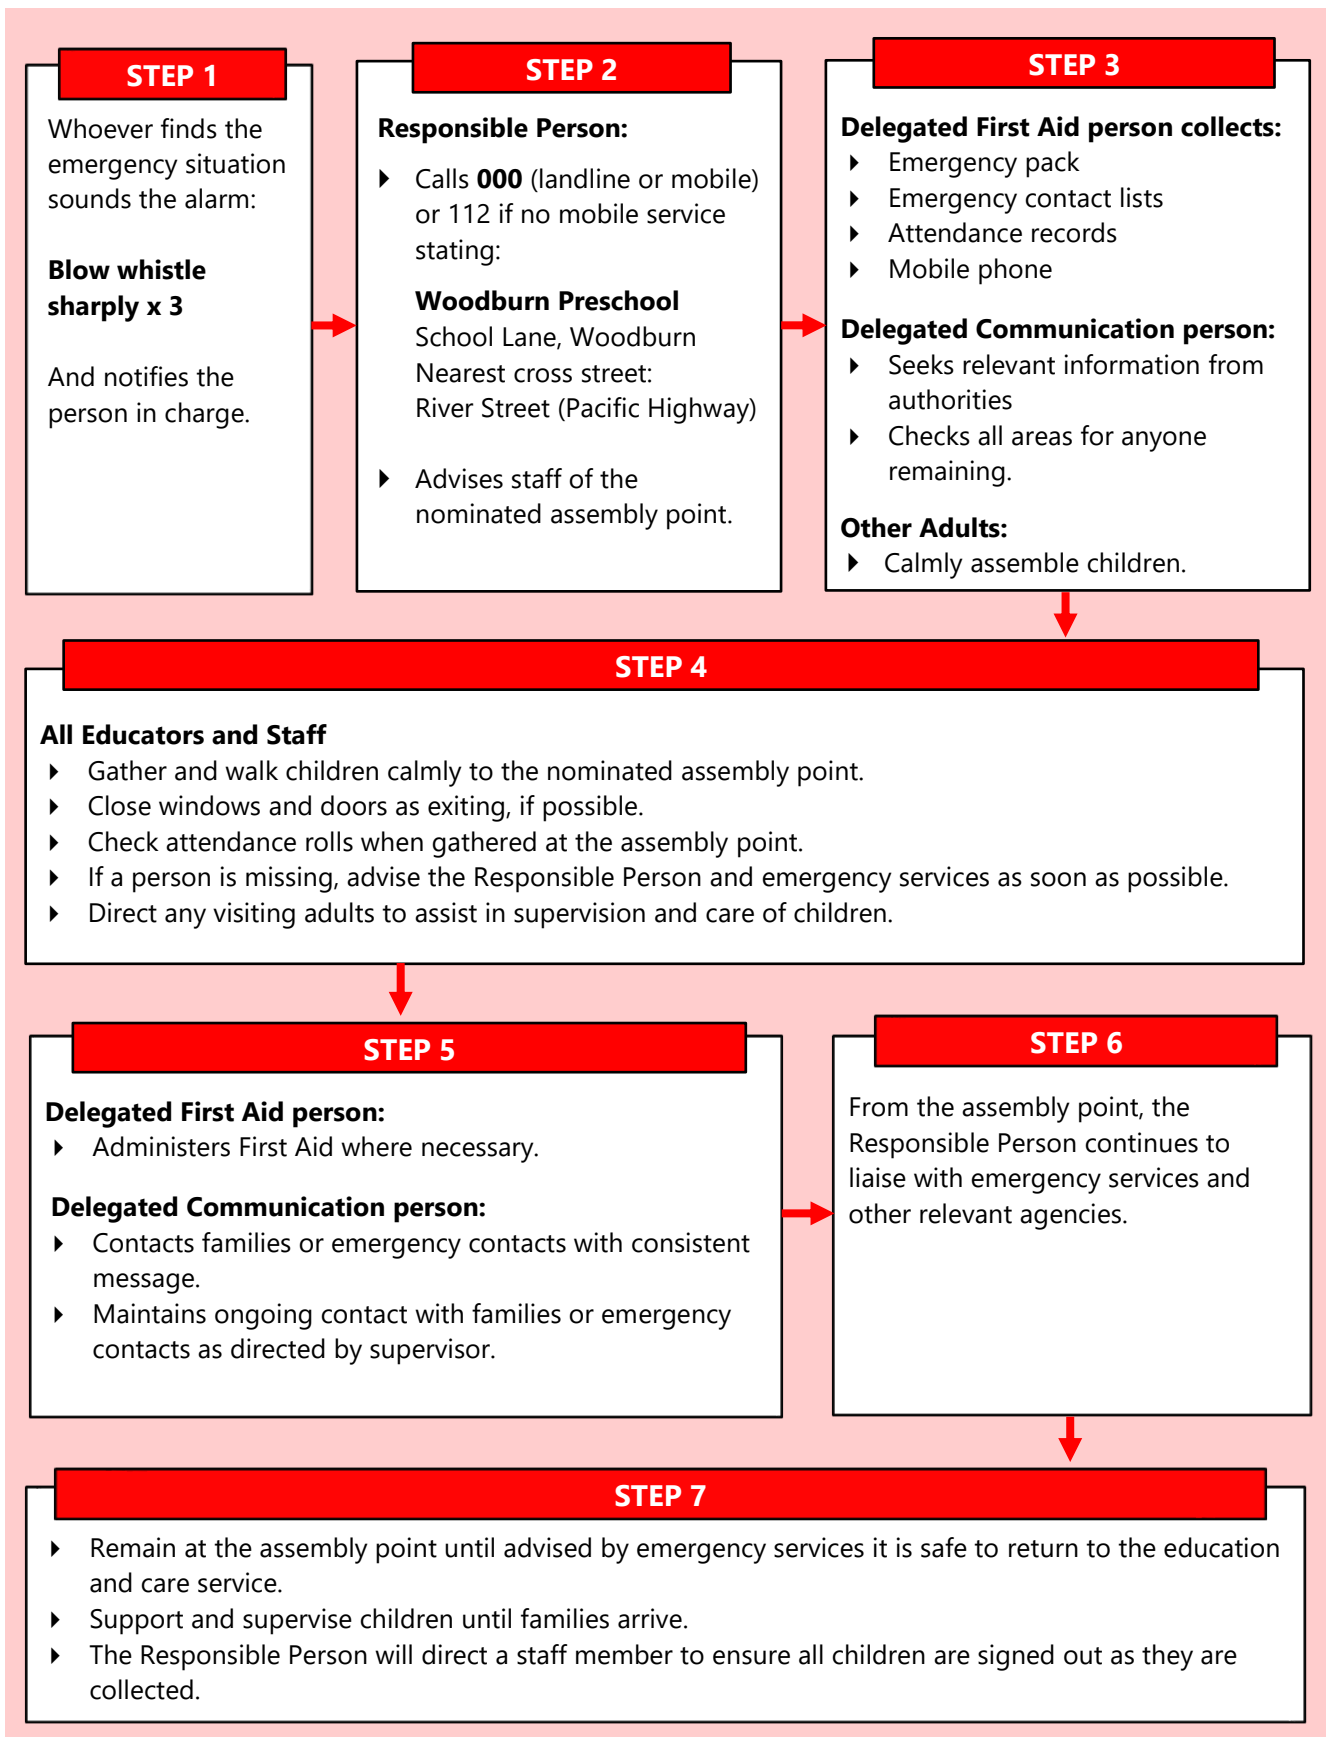 STEP 1
Whoever finds the
emergency situation
sounds the alarm:
Blow whistle
sharply x 3
And notifies the
person in charge.
STEP 2
Responsible Person:
Calls 000 (landline or mobile)
or 112 if no mobile service
stating:
Woodburn Preschool
School Lane, Woodburn
Nearest cross street:
River Street (Pacific Highway)
Advises staff of the
nominated assembly point.
STEP 3
Delegated First Aid person collects:
Emergency pack
Emergency contact lists
Attendance records
Mobile phone
Delegated Communication person:
Seeks relevant information from
authorities
Checks all areas for anyone
remaining.
Other Adults:
Calmly assemble children.
STEP 4
All Educators and Staff
Gather and walk children calmly to the nominated assembly point.
Close windows and doors as exiting, if possible.
Check attendance rolls when gathered at the assembly point.
If a person is missing, advise the Responsible Person and emergency services as soon as possible.
Direct any visiting adults to assist in supervision and care of children.
STEP 5
Delegated First Aid person:
Administers First Aid where necessary.
Delegated Communication person:
Contacts families or emergency contacts with consistent
message.
Maintains ongoing contact with families or emergency
contacts as directed by supervisor.
STEP 6
From the assembly point, the
Responsible Person continues to
liaise with emergency services and
other relevant agencies.
STEP 7
Remain at the assembly point until advised by emergency services it is safe to return to the education
and care service.
Support and supervise children until families arrive.
The Responsible Person will direct a staff member to ensure all children are signed out as they are
collected.